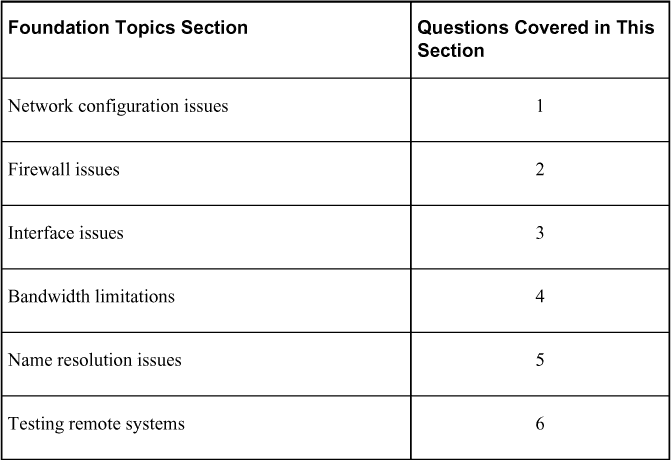 Foundation Topics Section
Questions Covered in This
Section
Network configuration issues
1
Firewall issues
2
Interface issues
3
Bandwidth limitations
4
Name resolution issues
5
Testing remote systems
6